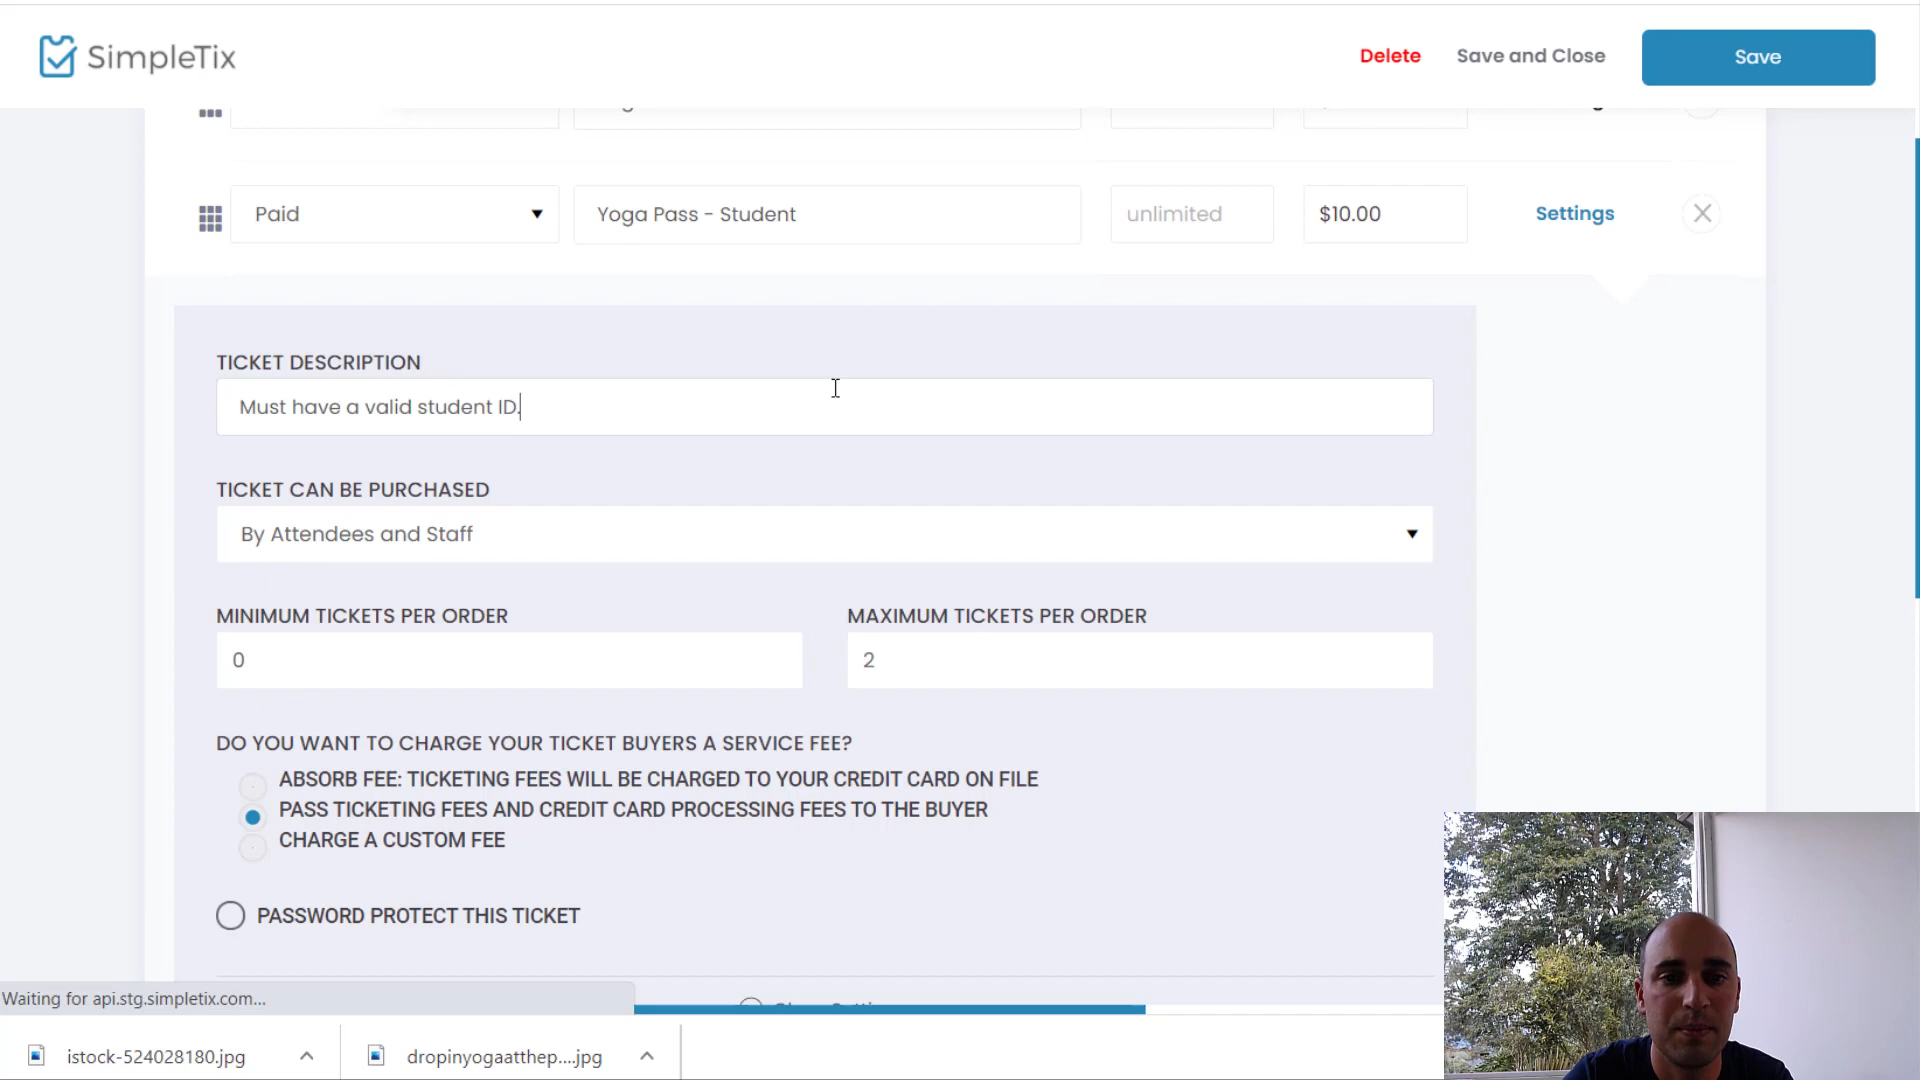 SimpleTix
Delete
Save and Close
Save
Paid
Yoga Pass - Student
unlimited
$10.00
Settings
TICKET DESCRIPTION
Must have a valid student ID.
TICKET CAN BE PURCHASED
By Attendees and Staff
MINIMUM TICKETS PER ORDER
MAXIMUM TICKETS PER ORDER
0
2
DO YOU WANT TO CHARGE YOUR TICKET BUYERS A SERVICE FEE?
ABSORB FEE: TICKETING FEES WILL BE CHARGED TO YOUR CREDIT CARD ON FILE
PASS TICKETING FEES AND CREDIT CARD PROCESSING FEES TO THE BUYER
CHARGE A CUSTOM FEE
PASSWORD PROTECT THIS TICKET
Waiting for api.stg.simpletix.com...
istock-524028180.jpg
dropinyogaatthep....jpg